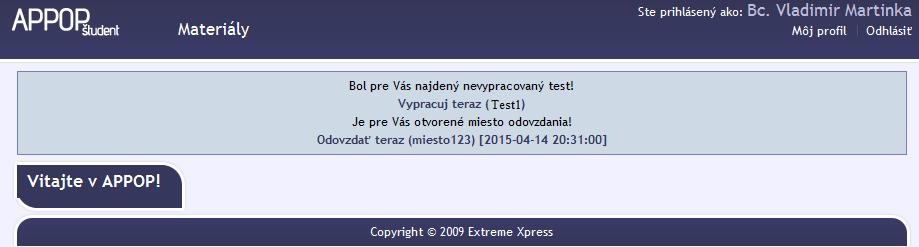 APPOP študent
Materiály
Ste prihlásený ako: Bc. Vladimir Martinka
Môj profil | Odhlásiť
Bol pre Vás najdený nevypracovaný test!
Vypracuj teraz (Test1)
Je pre Vás otvorené miesto odovzdania!
Odovzdať teraz (miesto123) [2015-04-14 20:31:00]
Vitajte v APPOP!
Copyright © 2009 Extreme Xpress